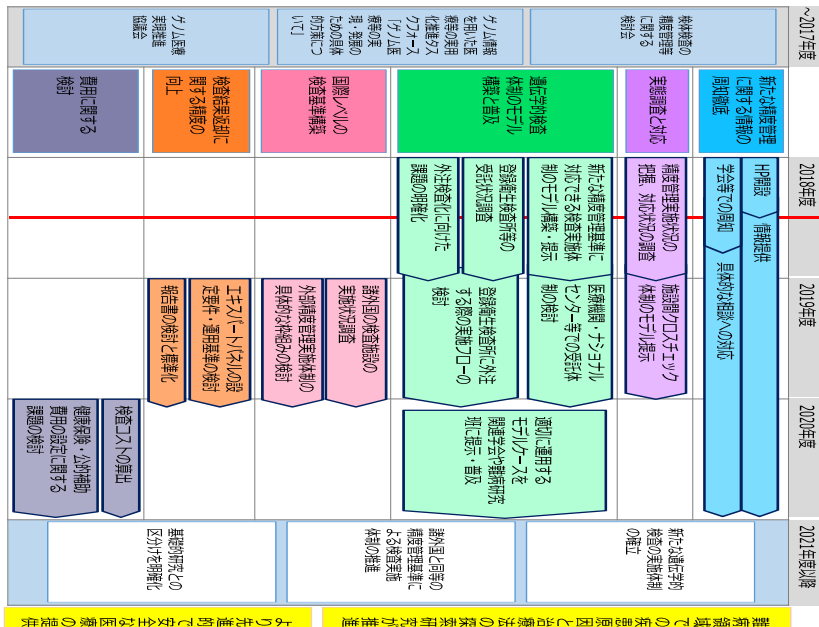 ～2017年度
2018年度
2019年度
2020年度
2021年度以降
検体検査の
精度管理等
に関する
検討会
ゲノム情報
を用いた医
療等の実用
化推進タス
クフォース
「ゲノム医
療等の実
現・発展の
ための具体
的方策につ
いて」
ゲノム医療
実現推進
協議会
新たな精度管理
に関する情報の
周知徹底
HP開設
情報提供
学会等での周知
具体的な相談への対応
実態調査と対応
精度管理実施状況の
把握、対応状況の調査
施設間クロスチェック
体制のモデル提示
遺伝学的検査
体制のモデル
構築と普及
新たな精度管理基準に
対応できる検査実施体
制のモデル構築・提示
医療機関・ナショナル
センター等での受託体
制の検討
登録衛生検査所等の
受託状況調査
外注検査化に向けた
課題の明確化
登録衛生検査所に外注
する際の実施フローの
検討
適切に運用する
モデルケースを
関連学会や難病研究
班に提示・普及
国際レベルの
検査基準構築
諸外国の検査施設の
実施状況調査
外部精度管理実施体制の
具体的な枠組みの検討
検査結果返却に
関する精度の
向上
エキスパートパネルの設
定要件・運用基準の検討
報告書の検討と標準化
費用に関する
検討
検査コストの算出
健康保険・公的補助
費用の設定に関する
課題の検討
新たな遺伝学的
検査の実施体制
の確立
諸外国と同等の
精度管理基準に
よる検査実施
体制の推進
基礎的研究との
区分けを明確化
難病領域での疾患原因と治療法の探索研究が推進
より先進的で安全な医療の提供